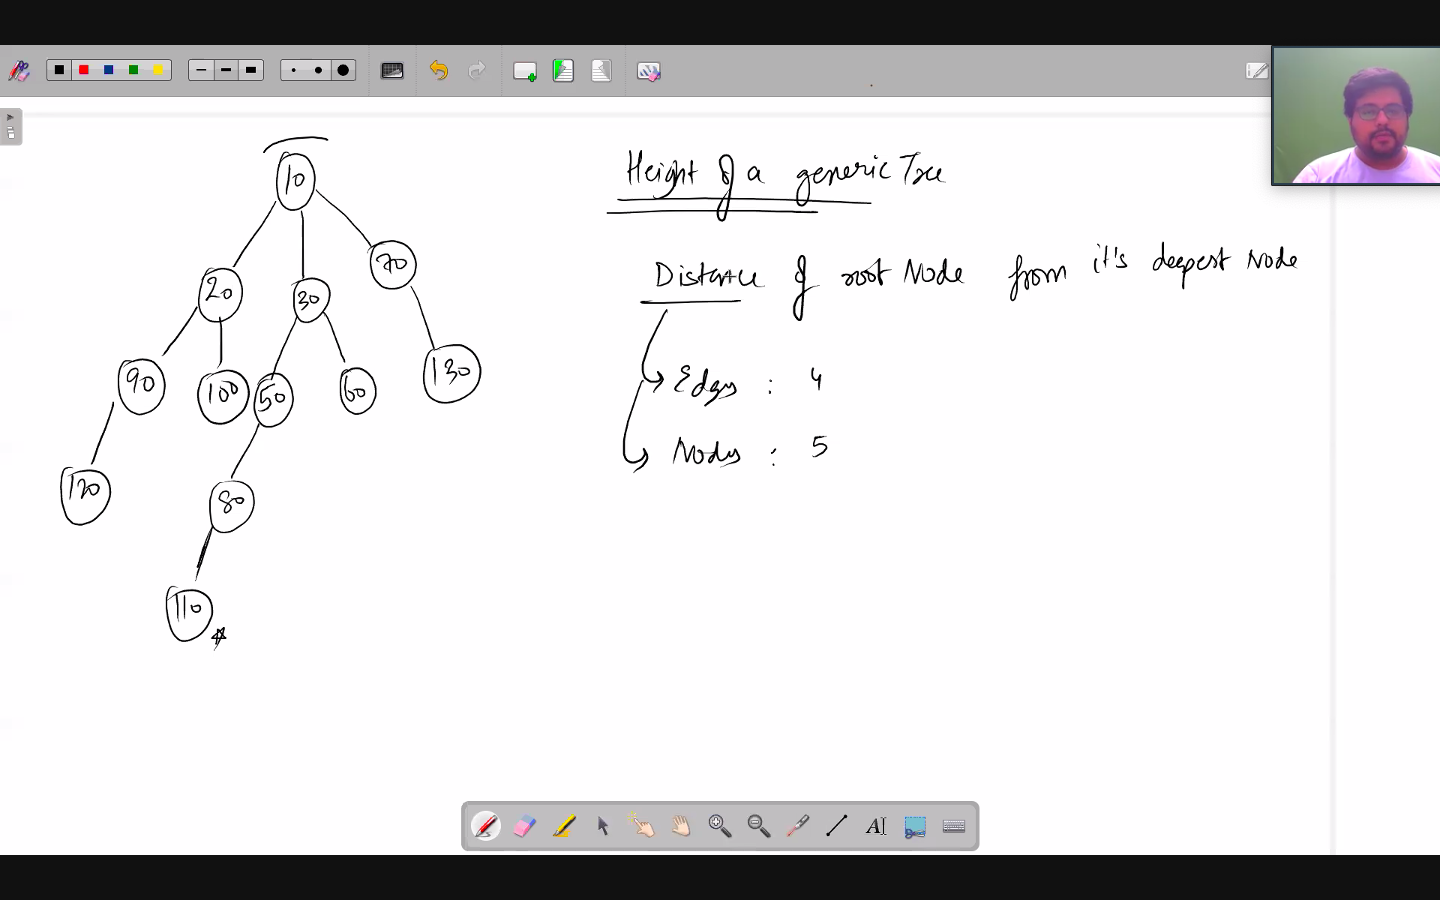 Height of a generic Tree
Distance of root Node from it's deepest Node
Edges : 4
Nodes : 5
10
20 30 70
90 100 50 60 130
120 80
110
AI